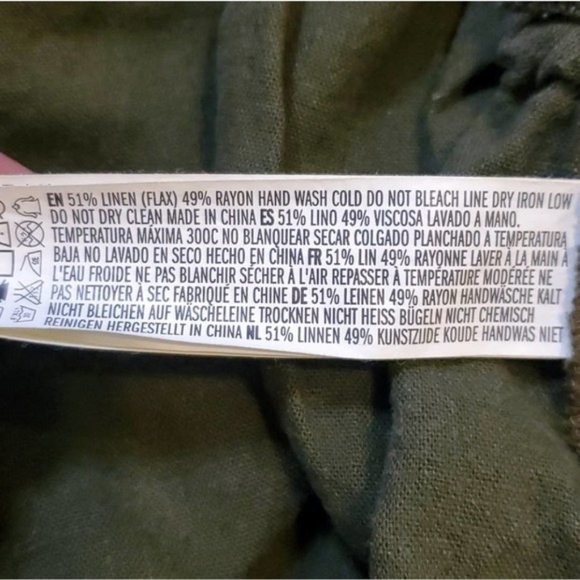 EN 51% LINEN (FLAX) 49% RAYON HAND WASH COLD DO NOT BLEACH LINE DRY IRON LOW
DO NOT DRY CLEAN MADE IN CHINA ES 51% LINO 49% VISCOSA LAVADO A MANO.
TEMPERATURA MÁXIMA 300C NO BLANQUEAR SECAR COLGADO PLANCHADO A TEMPERATURA
BAJA NO LAVADO EN SECO HECHO EN CHINA FR 51% LIN 49% RAYONNE LAVER À LA MAIN À
L'EAU FROIDE NE PAS BLANCHIR SÉCHER À L'AIR REPASSER À TEMPÉRATURE MODÉRÉE NE
PAS NETTOYER À SEC FABRIQUÉ EN CHINE DE 51% LEINEN 49% RAYON HANDWÄSCHE KALT
NICHT BLEICHEN AUF WÄSCHELEINE TROCKNEN NICHT HEISS BÜGELN NICHT CHEMISCH
REINIGEN HERGESTELLT IN CHINA NL 51% LINNEN 49% KUNSTZIJDE KOUDE HANDWAS NIET